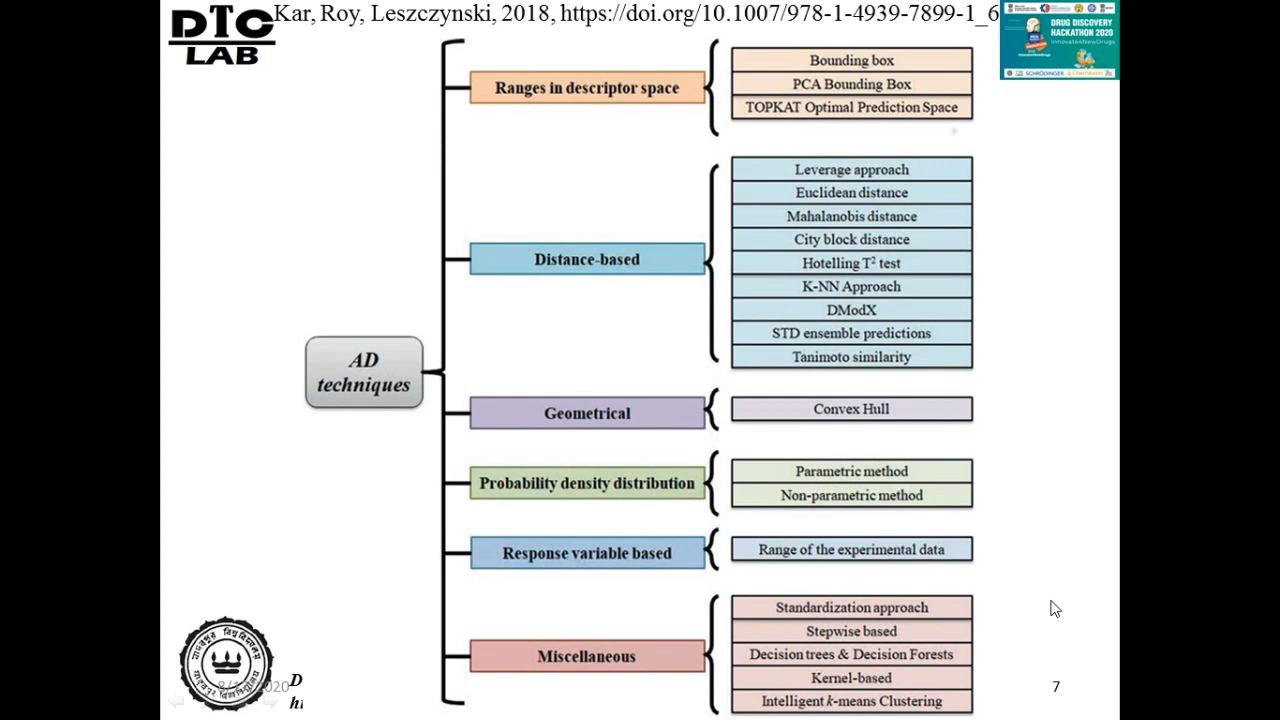 DTC
LAB
Kar, Roy, Leszczynski, 2018, https://doi.org/10.1007/978-1-4939-7899-1_6
DRUG DISCOVERY
HACKATHON 2020
SCHRÖDINGER
AD
techniques
Ranges in descriptor space
Bounding box
PCA Bounding Box
TOPKAT Optimal Prediction Space
Distance-based
Leverage approach
Euclidean distance
Mahalanobis distance
City block distance
Hotelling T² test
K-NN Approach
DModX
STD ensemble predictions
Tanimoto similarity
Geometrical
Convex Hull
Probability density distribution
Parametric method
Non-parametric method
Response variable based
Range of the experimental data
Miscellaneous
Standardization approach
Stepwise based
Decision trees & Decision Forests
Kernel-based
Intelligent k-means Clustering
D
7